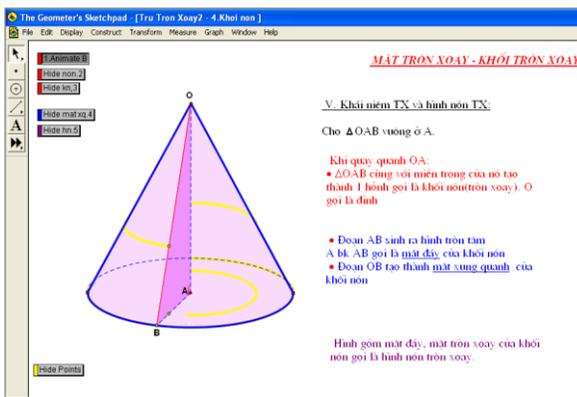 The Geometer's Sketchpad - [Tru Tron Xoay2 - 4.Khoi non ]
File Edit Display Construct Transform Measure Graph Window Help
1.Animate B
Hide non.2
Hide kn,3
Hide mat xq.4
Hide hn.5
MẶT TRÒN XOAY - KHỐI TRÒN XOAY
V. Khái niệm TX và hình nón TX:
Cho ΔOAB vuông ở A.
Khi quay quanh OA:
• ΔOAB cùng với miền trong của nó tạo
thành 1 hồnh gọi là khối nón(tròn xoay). O
gọi là đỉnh
• Đoạn AB sinh ra hình tròn tâm
A bk AB gọi là mặt đáy của khối nón
• Đoạn OB tạo thành mặt xung quanh của
khối nón
Hình gồm mặt đáy, mặt tròn xoay của khối
nón gọi là hình nón tròn xoay.
O
A
B
Hide Points
A